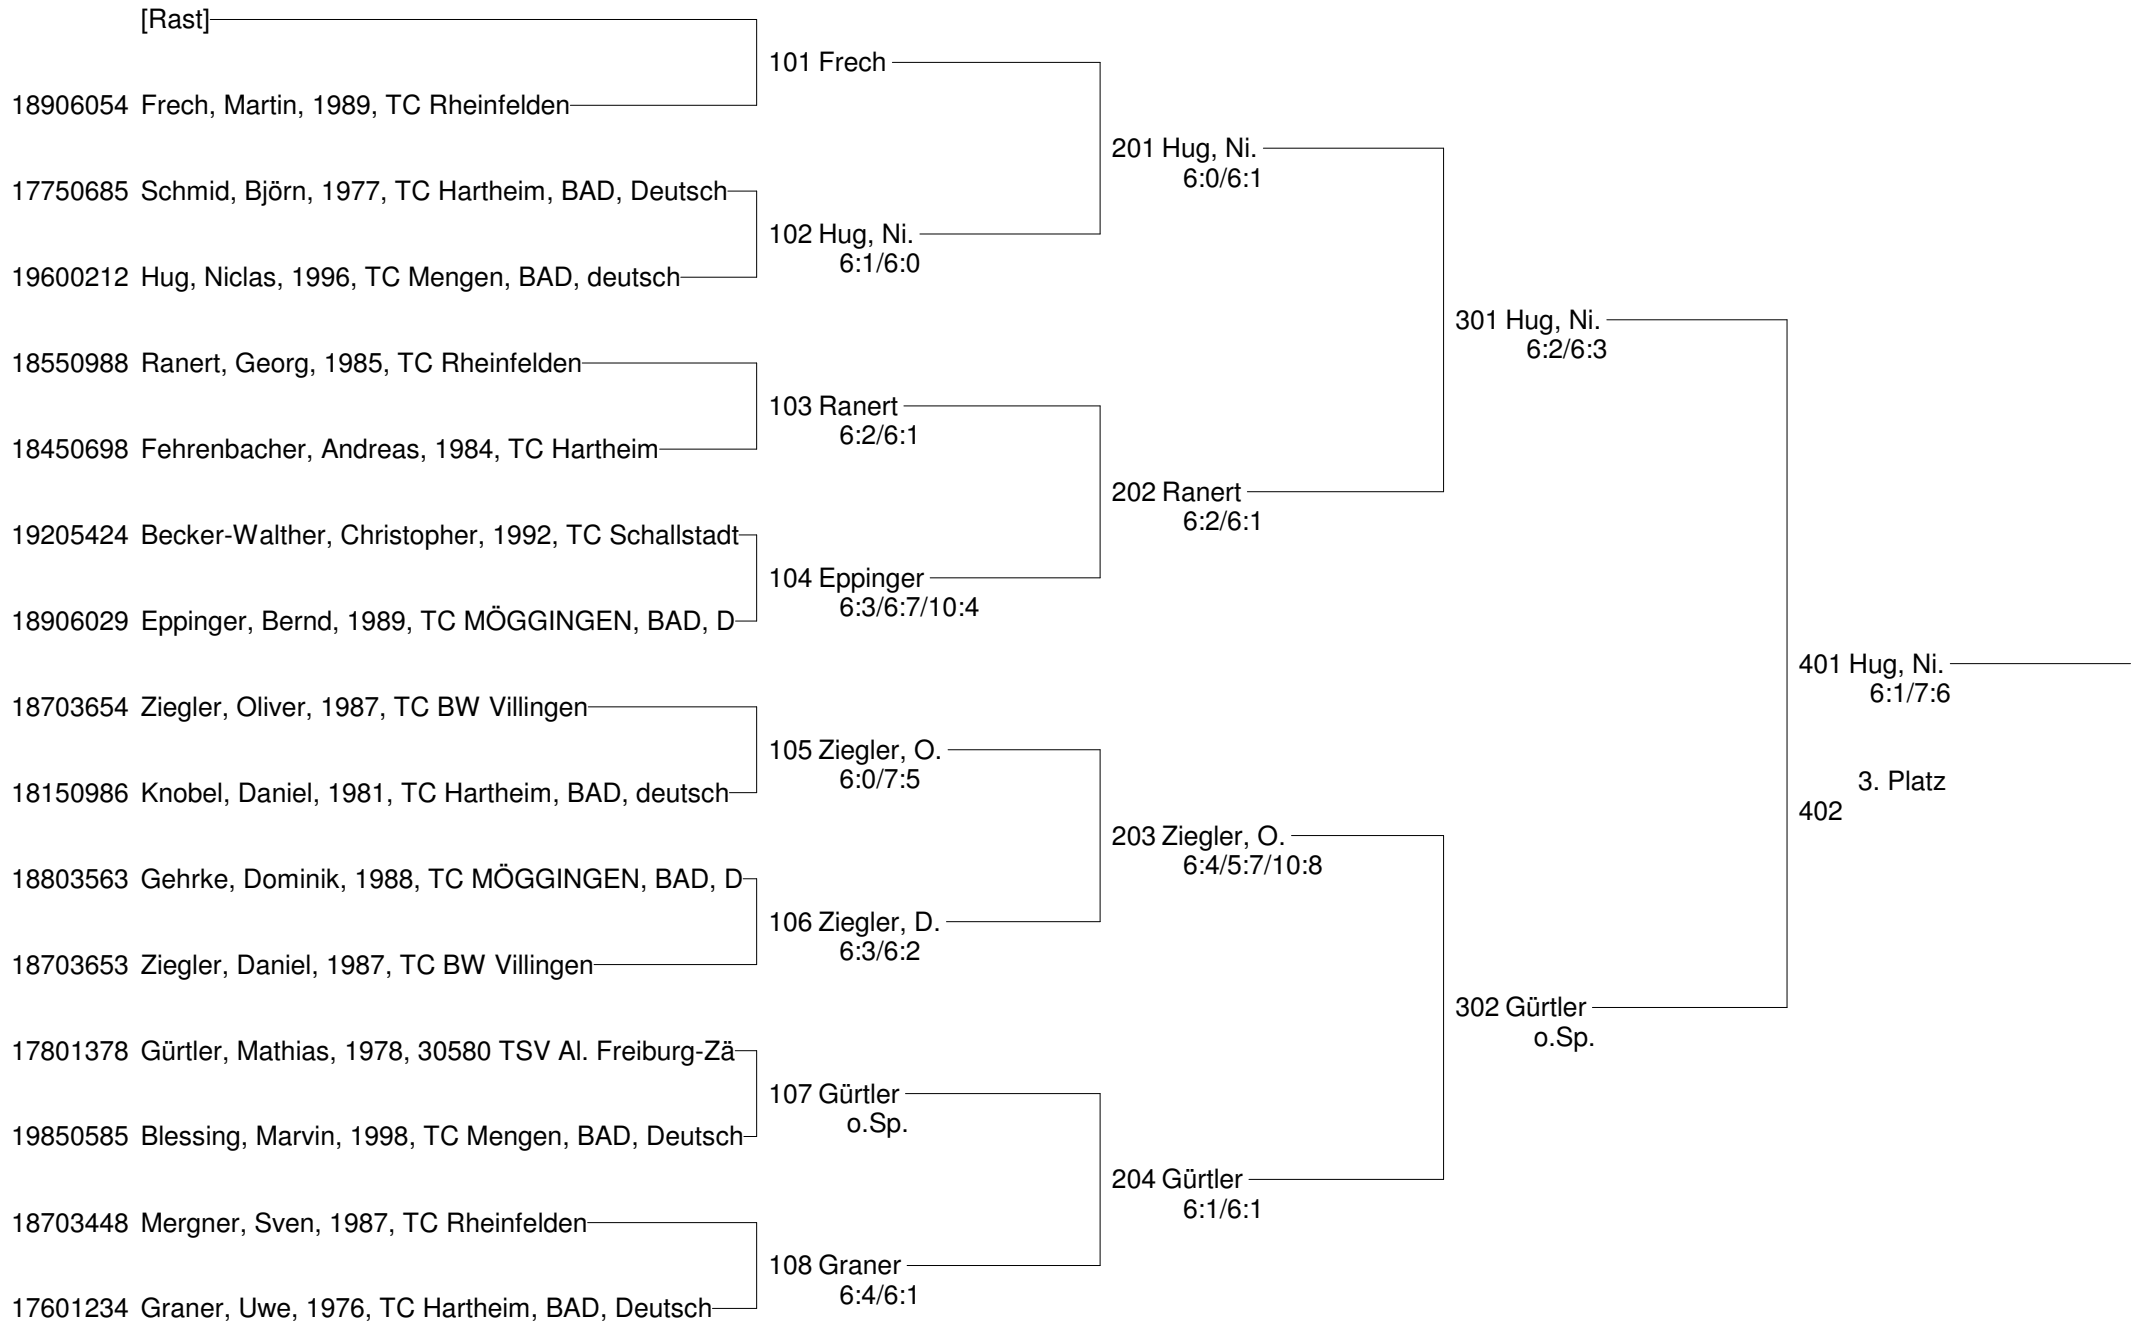 [Rast]
101 Frech
18906054 Frech, Martin, 1989, TC Rheinfelden
201 Hug, Ni.
6:0/6:1
17750685 Schmid, Björn, 1977, TC Hartheim, BAD, Deutsch
102 Hug, Ni.
6:1/6:0
19600212 Hug, Niclas, 1996, TC Mengen, BAD, deutsch
301 Hug, Ni.
6:2/6:3
18550988 Ranert, Georg, 1985, TC Rheinfelden
103 Ranert
6:2/6:1
18450698 Fehrenbacher, Andreas, 1984, TC Hartheim
202 Ranert
6:2/6:1
19205424 Becker-Walther, Christopher, 1992, TC Schallstadt
104 Eppinger
6:3/6:7/10:4
18906029 Eppinger, Bernd, 1989, TC MÖGGINGEN, BAD, D
401 Hug, Ni.
6:1/7:6
18703654 Ziegler, Oliver, 1987, TC BW Villingen
105 Ziegler, O.
6:0/7:5
3. Platz
18150986 Knobel, Daniel, 1981, TC Hartheim, BAD, deutsch
402
203 Ziegler, O.
6:4/5:7/10:8
18803563 Gehrke, Dominik, 1988, TC MÖGGINGEN, BAD, D
106 Ziegler, D.
6:3/6:2
18703653 Ziegler, Daniel, 1987, TC BW Villingen
302 Gürtler
o.Sp.
17801378 Gürtler, Mathias, 1978, 30580 TSV Al. Freiburg-Zä
107 Gürtler
o.Sp.
19850585 Blessing, Marvin, 1998, TC Mengen, BAD, Deutsch
204 Gürtler
6:1/6:1
18703448 Mergner, Sven, 1987, TC Rheinfelden
108 Graner
6:4/6:1
17601234 Graner, Uwe, 1976, TC Hartheim, BAD, Deutsch